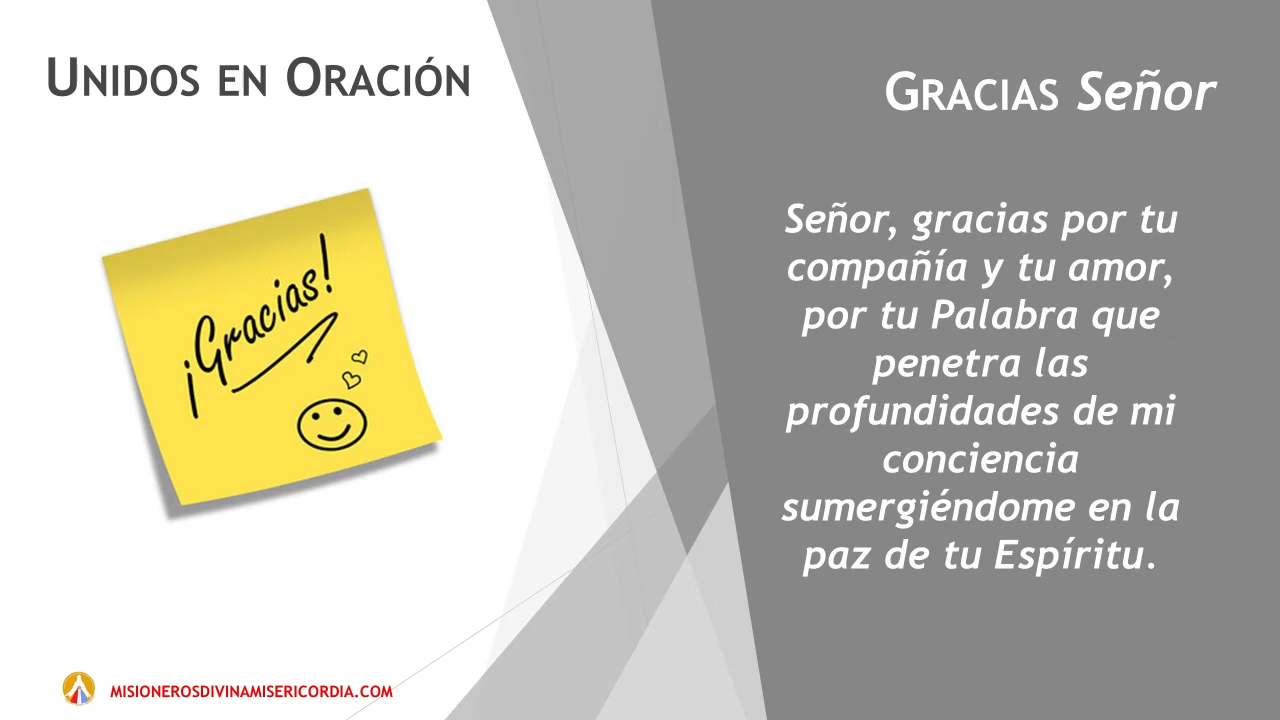 Unidos en Oración
¡Gracias!
Gracias Señor
Señor, gracias por tu
compañía y tu amor,
por tu Palabra que
penetra las
profundidades de mi
conciencia
sumergiéndome en la
paz de tu Espíritu.
MISIONEROSDIVINAMISERICORDIA.COM